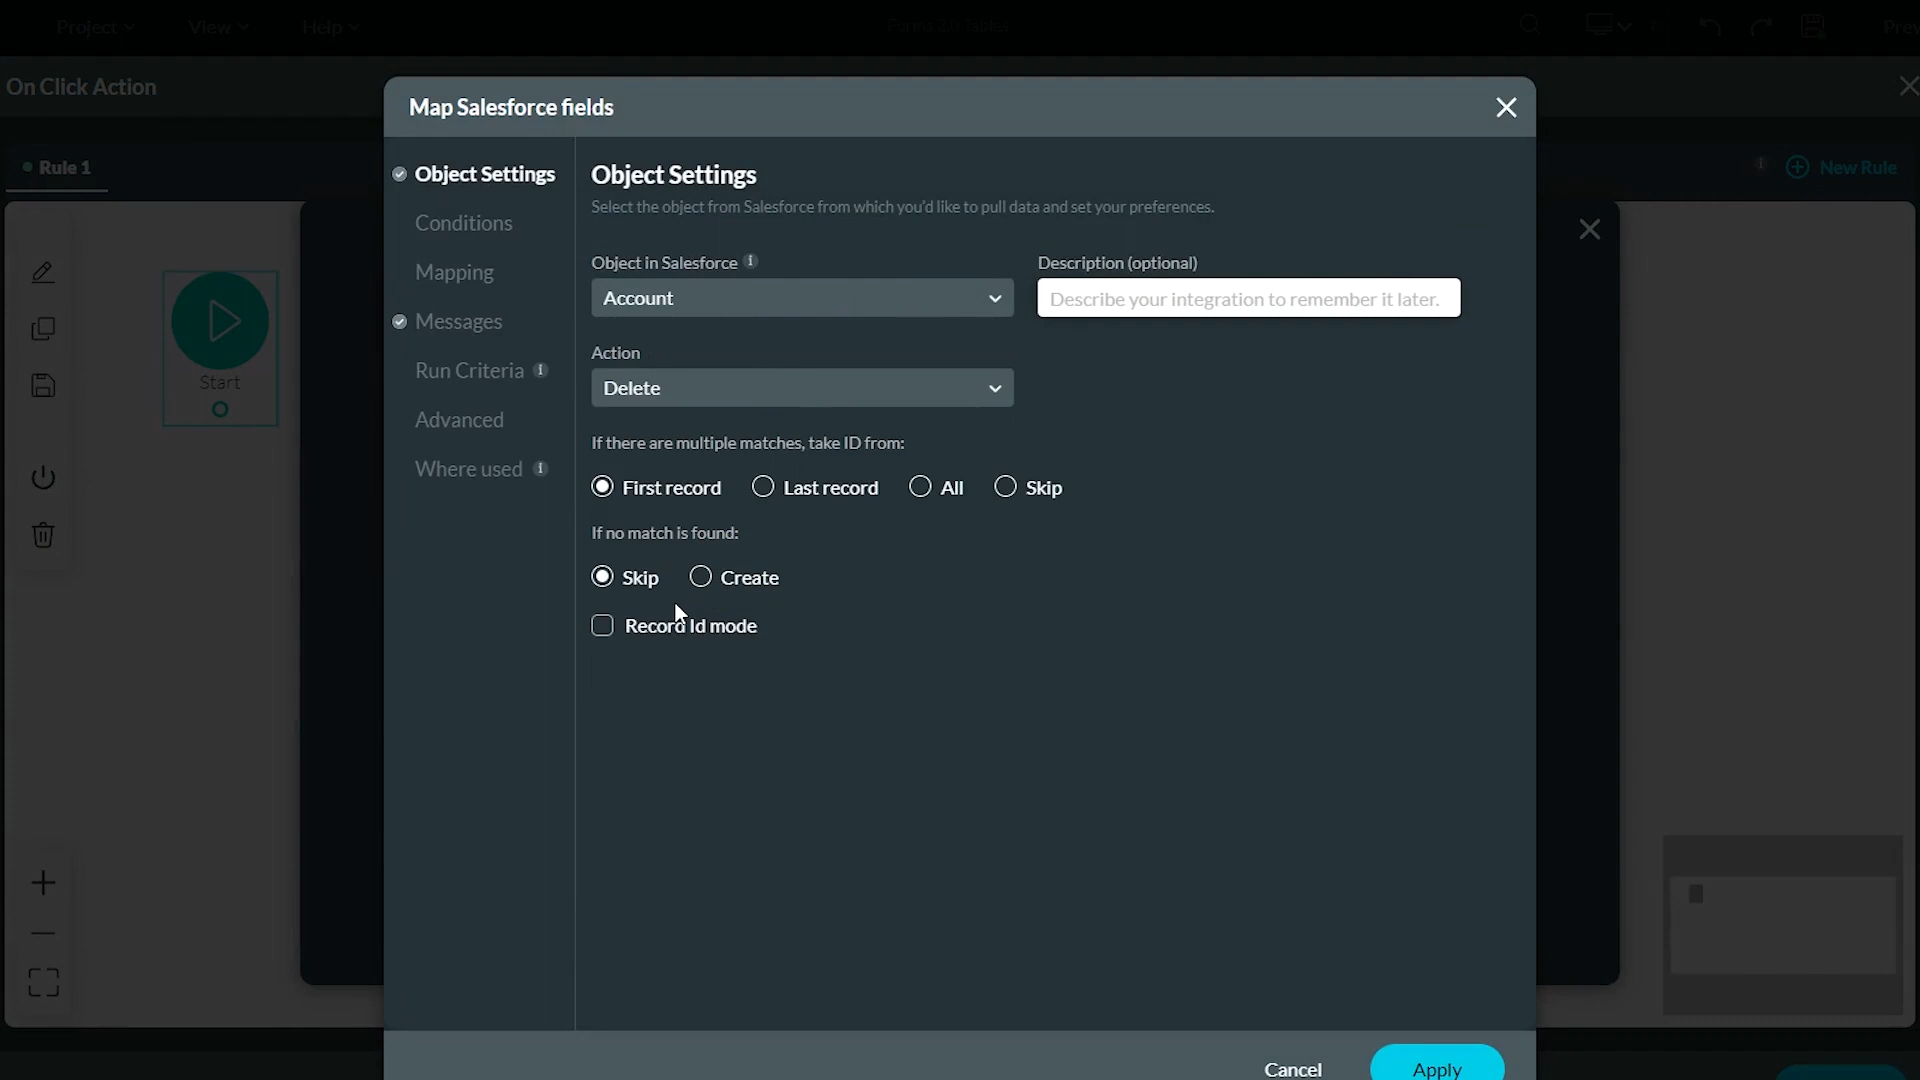 Project View Help
On Click Action
Map Salesforce fields
Rule 1
New Rule
Object Settings
Conditions
Mapping
Messages
Run Criteria
Advanced
Where used
Start
Object Settings
Select the object from Salesforce from which you'd like to pull data and set your preferences.
Object in Salesforce
Account
Description (optional)
Describe your integration to remember it later.
Action
Delete
If there are multiple matches, take ID from:
First record Last record All Skip
If no match is found:
Skip Create
Record Id mode
Cancel Apply